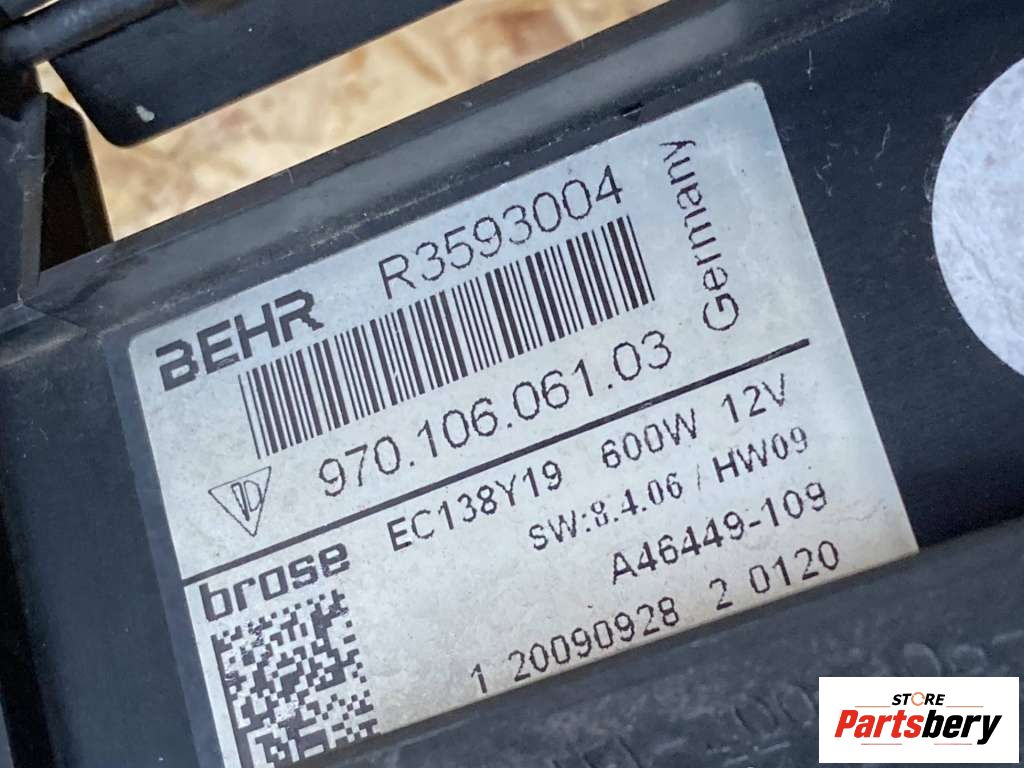 BEHR R3593004
Germany
970.106.061.03
EC138Y19 600W 12V
SW:8.4.06 / HW09
brose
A46449-109
1 20090928 2 0120
STORE
Partsbery